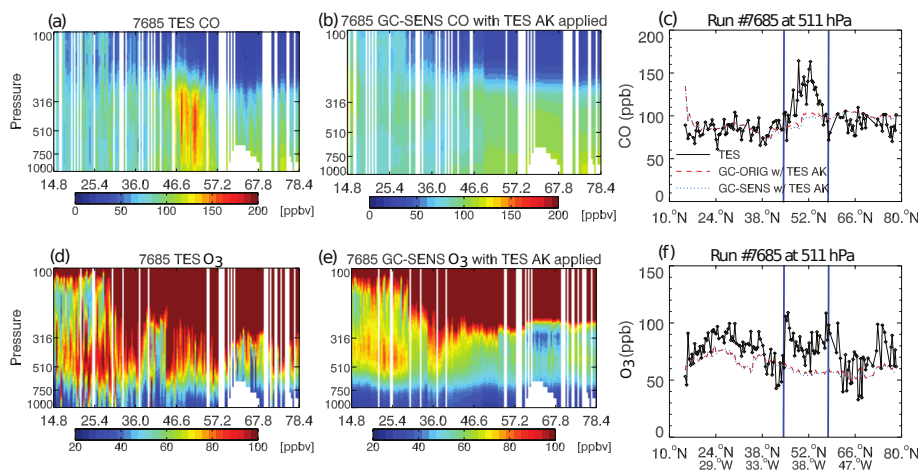 (a) 7685 TES CO
Pressure
100
316
510
750
1000
14.8 25.4 36.0 46.6 57.2 67.8 78.4
0 50 100 150 200 [ppbv]
(b) 7685 GC-SENS CO with TES AK applied
100
316
510
750
1000
14.8 25.4 36.0 46.6 57.2 67.8 78.4
0 50 100 150 200 [ppbv]
(c) Run #7685 at 511 hPa
CO (ppb)
200
150
100
50
0
TES
GC-ORIG w/ TES AK
GC-SENS w/ TES AK
10.°N 24.°N 38.°N 52.°N 66.°N 80.°N
(d) 7685 TES O3
Pressure
100
316
510
750
1000
14.8 25.4 36.0 46.6 57.2 67.8 78.4
20 40 60 80 100 [ppbv]
(e) 7685 GC-SENS O3 with TES AK applied
100
316
510
750
1000
14.8 25.4 36.0 46.6 57.2 67.8 78.4
20 40 60 80 100 [ppbv]
(f) Run #7685 at 511 hPa
O3 (ppb)
200
150
100
50
0
10.°N 24.°N 38.°N 52.°N 66.°N 80.°N
29.°W 33.°W 38.°W 47.°W